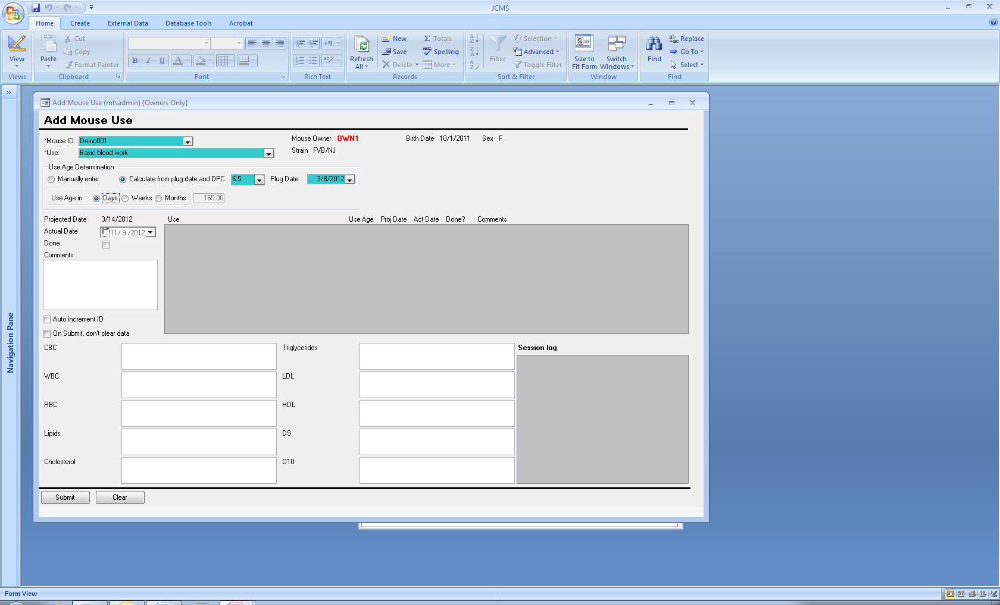 JCMS
Home Create External Data Database Tools Acrobat
View
Views
Paste
Cut
Copy
Format Painter
Clipboard
B I U A
Font
Rich Text
Refresh All
New
Save
Delete
Totals
Spelling
More
Records
Filter
Selection
Advanced
Toggle Filter
Sort & Filter
Size to Fit Form
Switch Windows
Window
Find
Replace
Go To
Select
Find
Navigation Pane
Add Mouse Use (mtsadmin) {Owners Only}
Add Mouse Use
*Mouse ID: Demo001 Mouse Owner OWN1 Birth Date 10/1/2011 Sex F
*Use: Basic blood work Strain FVB/NJ
Use Age Determination
Manually enter Calculate from plug date and DPC 6.5 Plug Date 3/8/2012
Use Age in Days Weeks Months 165.00
Projected Date 3/14/2012
Actual Date 11/ 9 /2012
Done
Comments:
Use Use Age Proj Date Act Date Done? Comments
Auto increment ID
On Submit, don't clear data
CBC Triglycerides Session log
WBC LDL
RBC HDL
Lipids D9
Cholesterol D10
Submit Clear
Form View